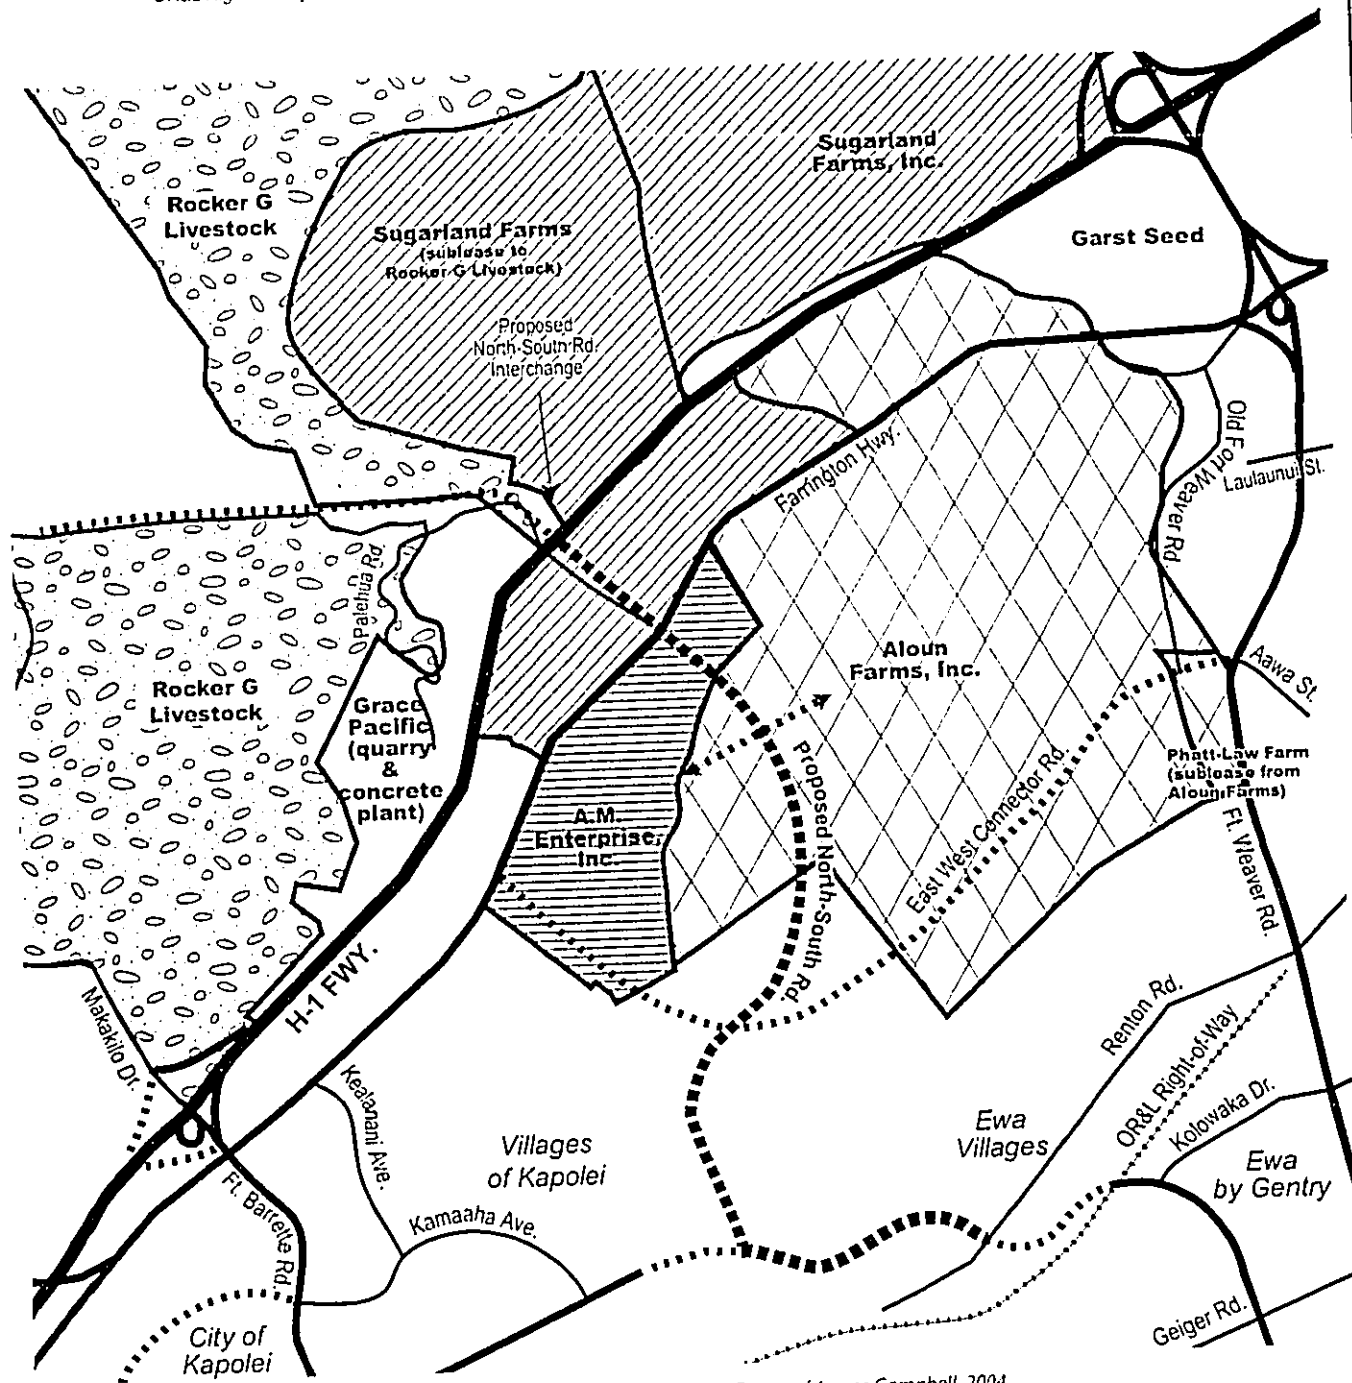 Sugarland
Farms, Inc.
Rocker G
Livestock
Sugarland Farms
(sublease to
Rocker G Livestock)
Garst Seed
Proposed
North-South Rd.
Interchange
Farrington Hwy.
Old Fort Weaver Rd
Laulaunui St.
Palehua Rd
Aloun
Farms, Inc.
Aawa St.
Rocker G
Livestock
Grace
Pacific
(quarry
&
concrete
plant)
Proposed North-South Rd.
East West Connector Rd.
Phatt-Law Farm
(sublease from
Aloun Farms)
A.M.
Enterprise,
Inc.
Ft. Weaver Rd.
H-1 FWY.
Makakilo Dr.
Renton Rd.
OR&L Right-of-Way
Kealanani Ave.
Kolowaka Dr.
Ewa
Villages
Villages
of Kapolei
Ewa
by Gentry
Ft. Barrette Rd.
Kamaaha Ave.
Geiger Rd.
City of
Kapolei
Campbell, 2004